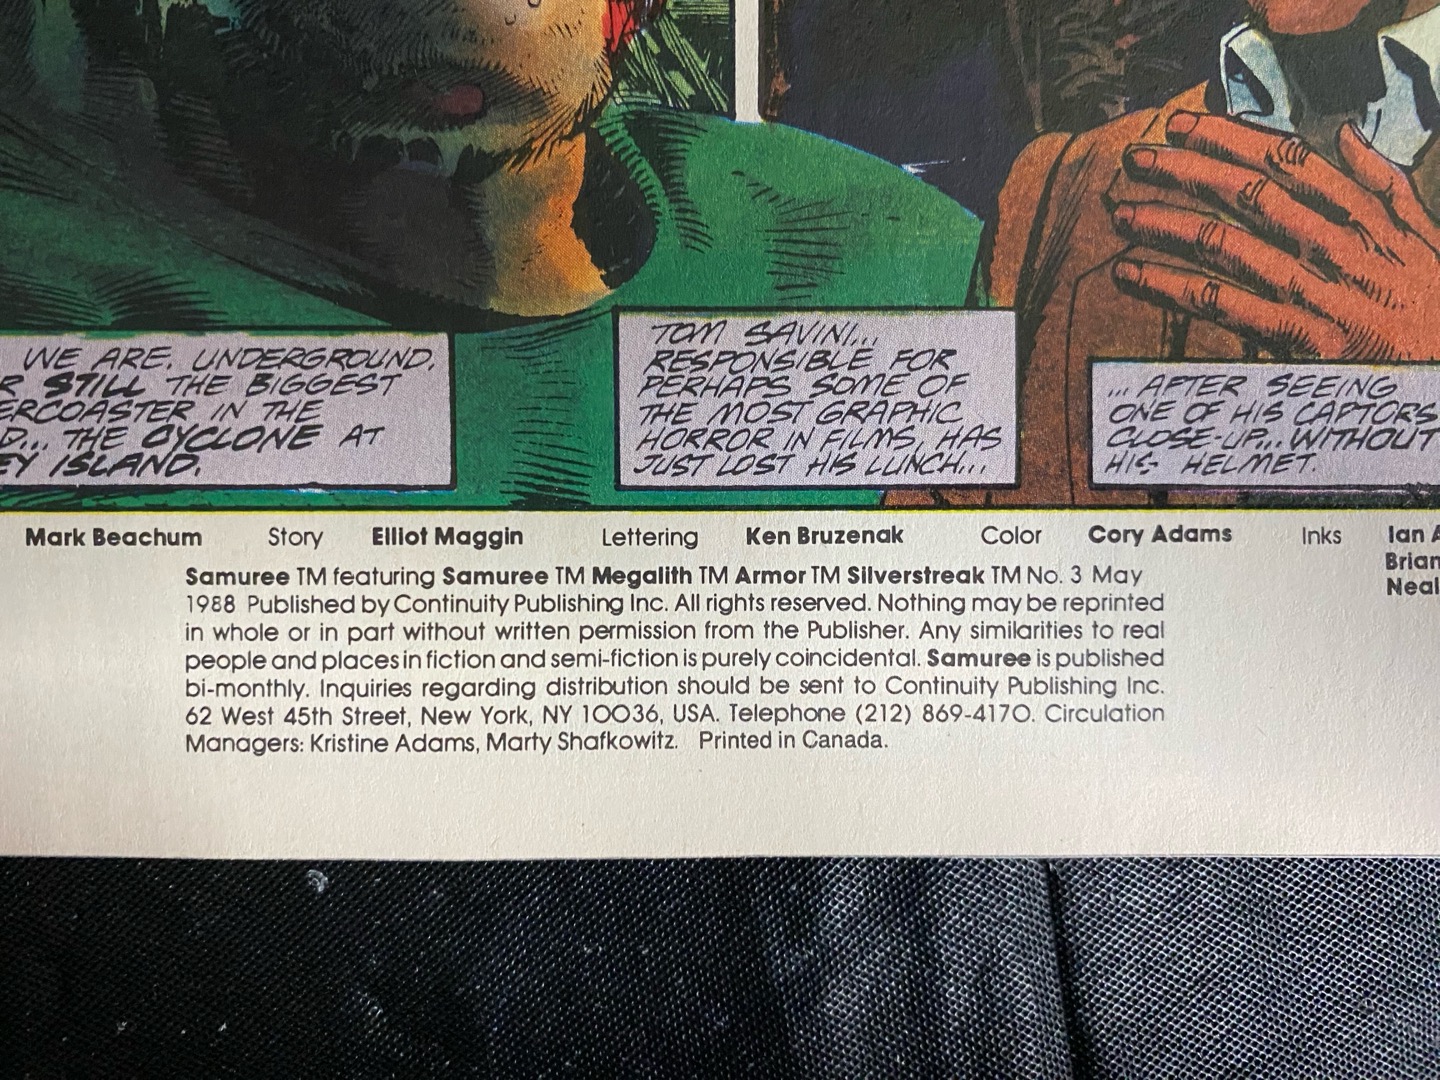 WE ARE. UNDERGROUND.
STILL THE BIGGEST
IN THE
THE CYCLONE AT
ISLAND.
TOM SAVINI...
RESPONSIBLE FOR
PERHAPS SOME OF
THE MOST GRAPHIC
HORROR IN FILMS, HAS
JUST LOST HIS LUNCH...
... AFTER SEEING
ONE OF HIS CAPTORS
CLOSE-UP... WITHOUT
HIS HELMET.
Mark Beachum Story Elliot Maggin Lettering Ken Bruzenak Color Cory Adams Inks Ian
Brian
Neal
Samuree TM featuring Samuree TM Megalith TM Armor TM Silverstreak TM No. 3 May
1988 Published by Continuity Publishing Inc. All rights reserved. Nothing may be reprinted
in whole or in part without written permission from the Publisher. Any similarities to real
people and places in fiction and semi-fiction is purely coincidental. Samuree is published
bi-monthly. Inquiries regarding distribution should be sent to Continuity Publishing Inc.
62 West 45th Street, New York, NY 10036, USA. Telephone (212) 869-4170. Circulation
Managers: Kristine Adams, Marty Shafkowitz. Printed in Canada.